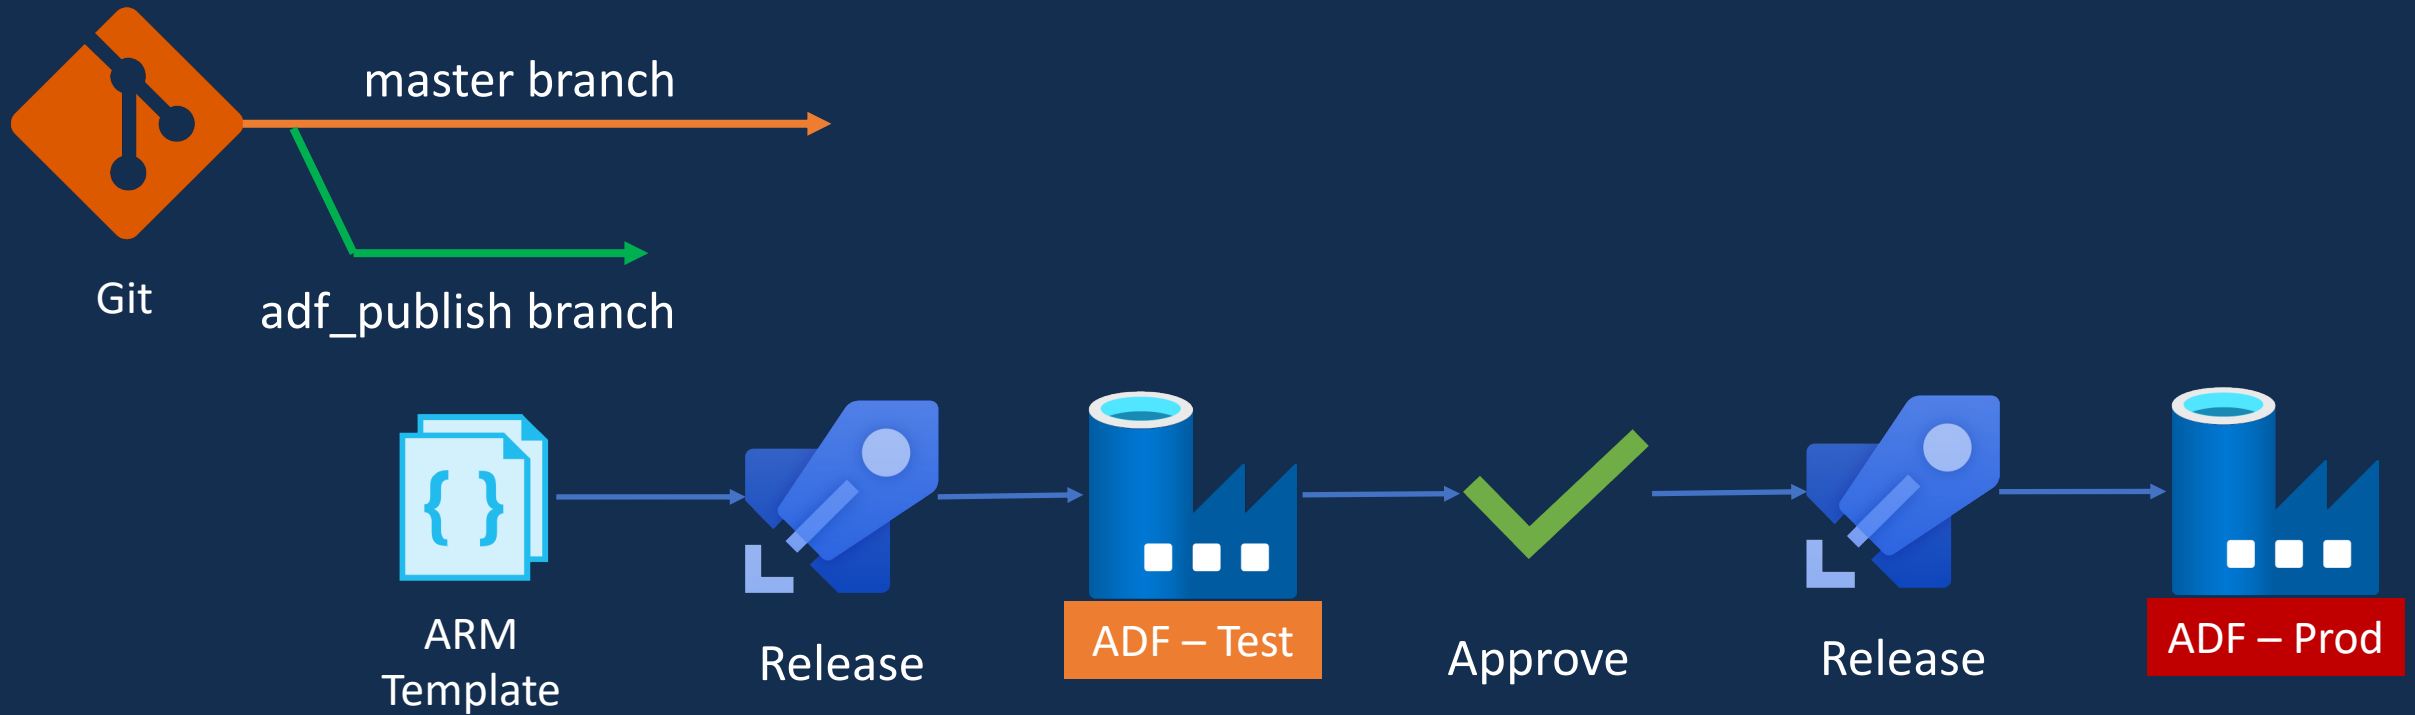 master branch
Git
adf_publish branch
{ }
ARM
Template
Release
ADF – Test
Approve
Release
ADF – Prod